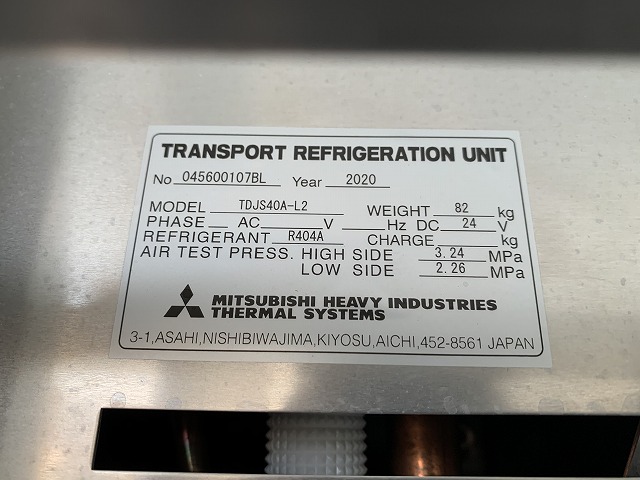 TRANSPORT REFRIGERATION UNIT
No 045600107BL Year 2020
MODEL TDJS40A-L2 WEIGHT 82 kg
PHASE AC V Hz DC 24 V
REFRIGERANT R404A CHARGE kg
AIR TEST PRESS. HIGH SIDE 3.24 MPa
LOW SIDE 2.26 MPa
MITSUBISHI HEAVY INDUSTRIES
THERMAL SYSTEMS
3-1,ASAHI,NISHIBIWAJIMA,KIYOSU,AICHI,452-8561 JAPAN